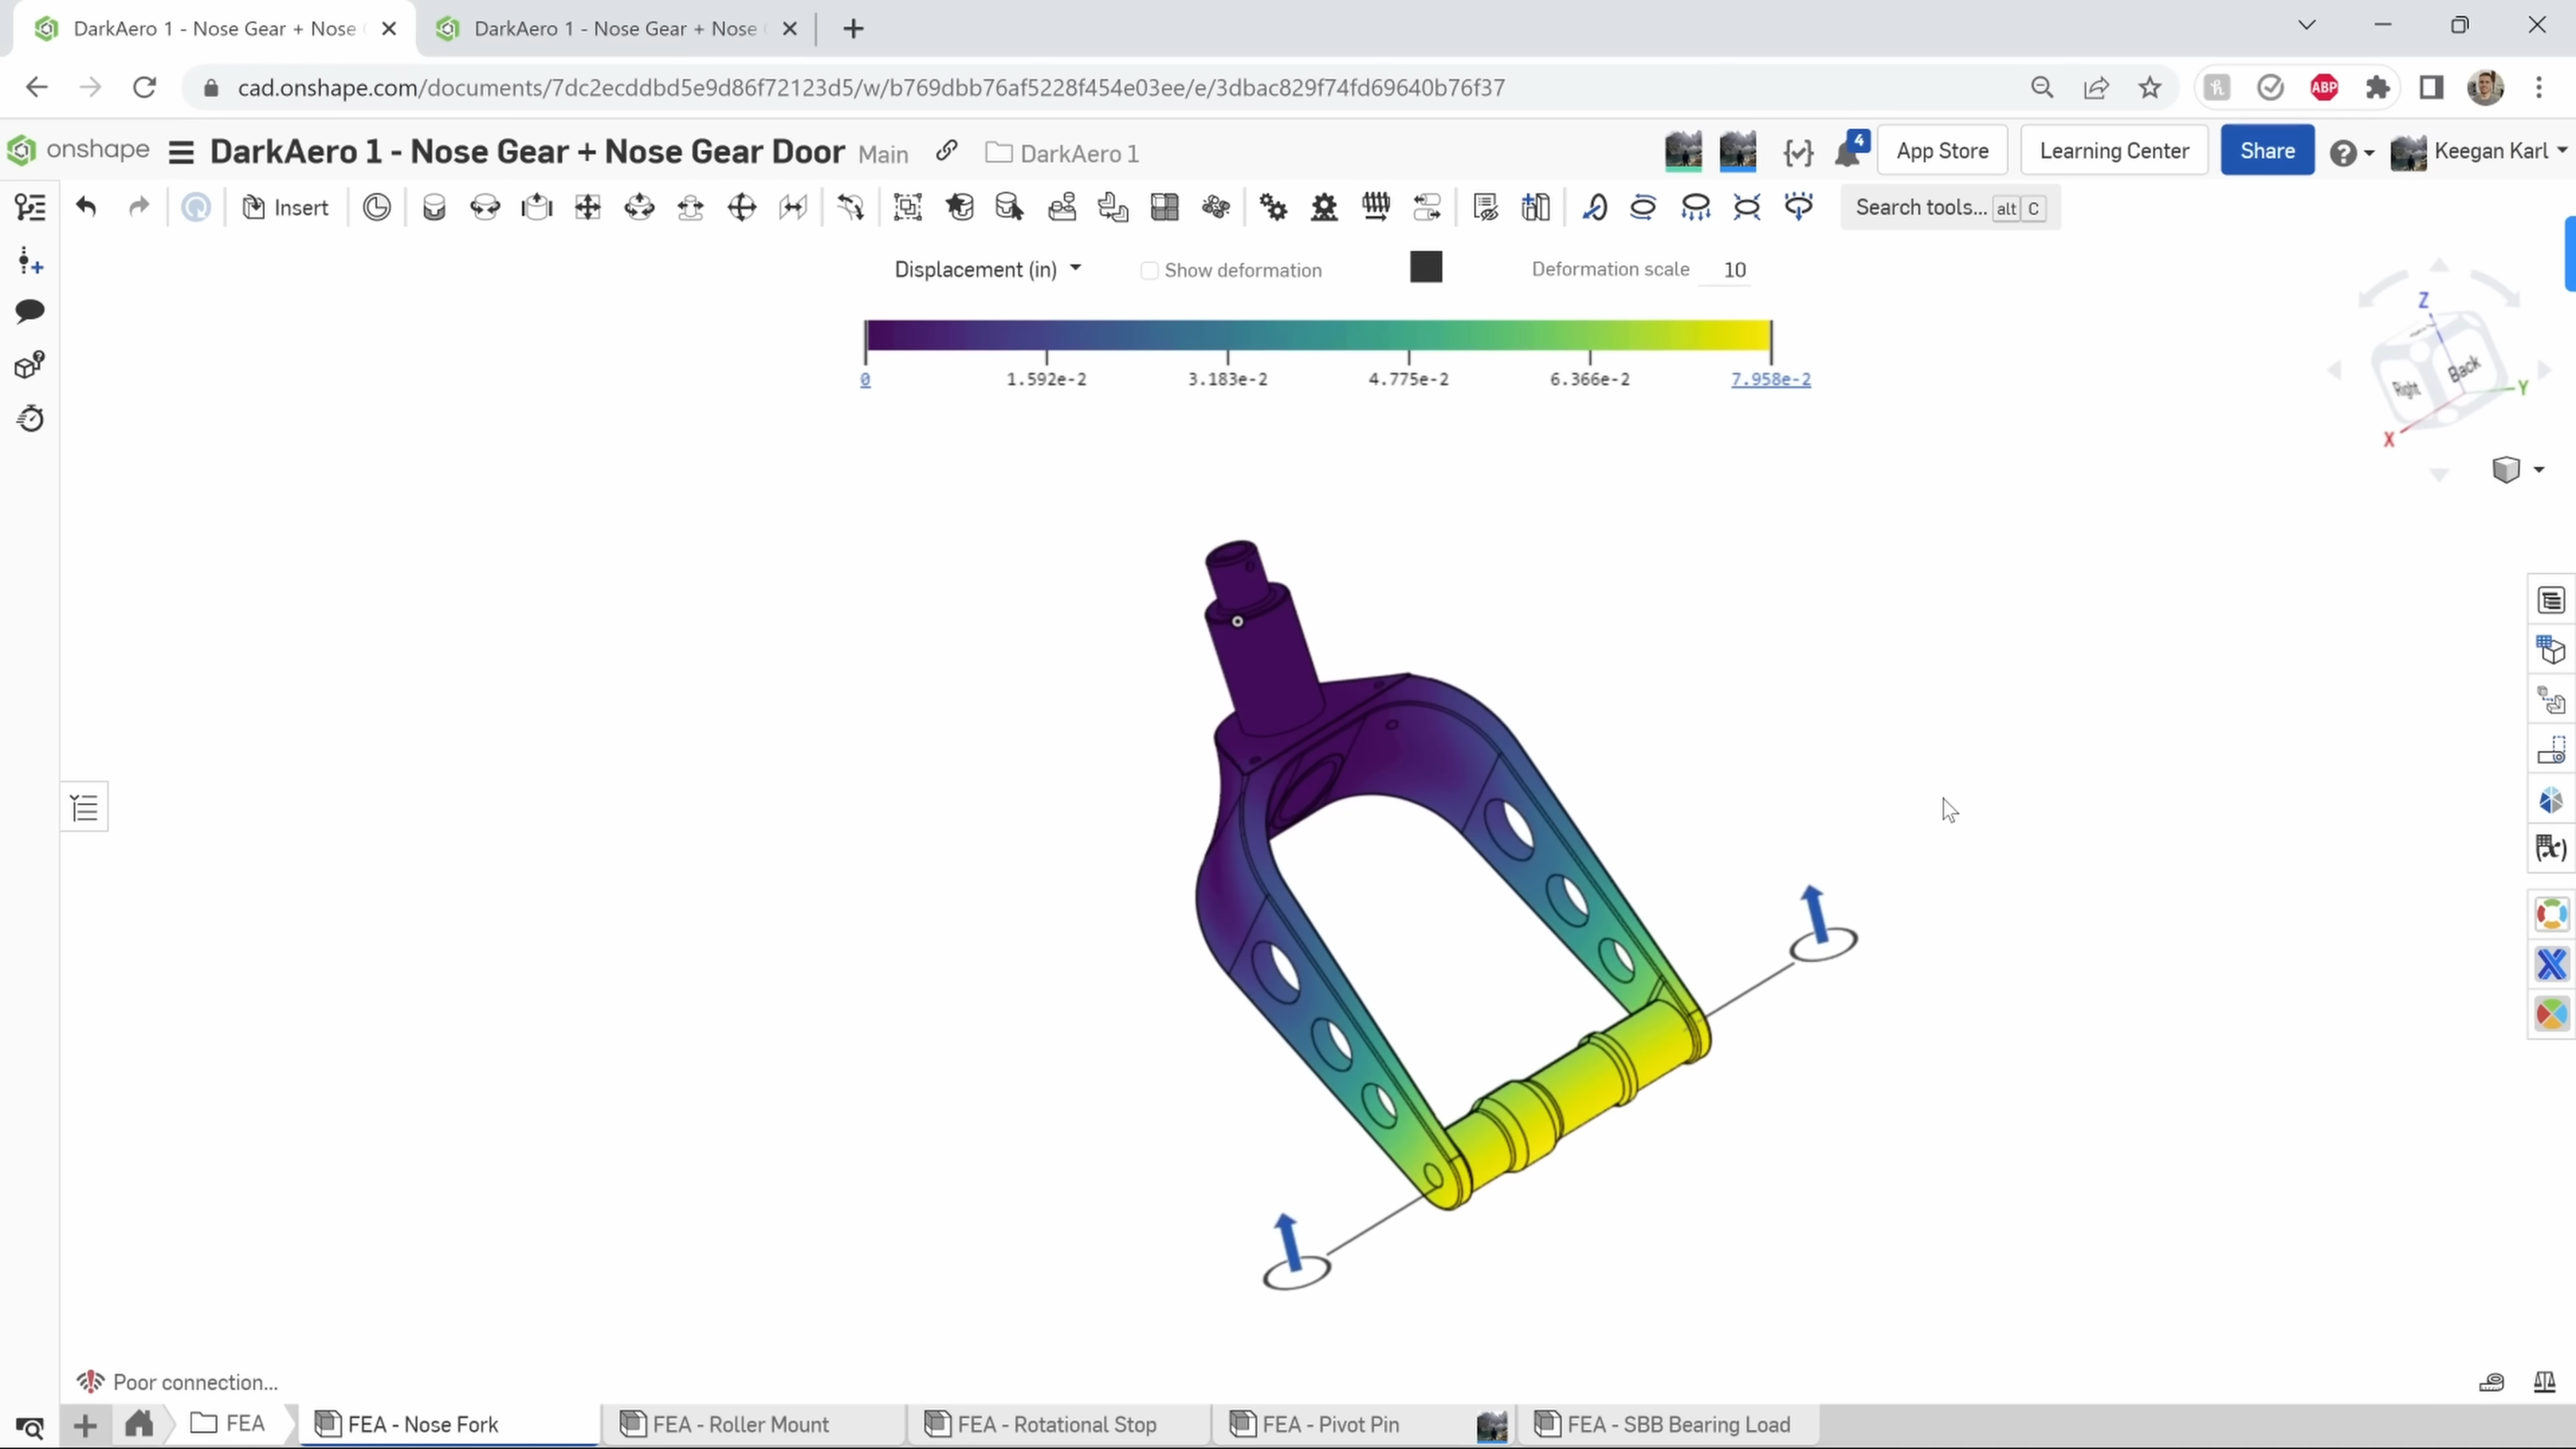 DarkAero 1 - Nose Gear + Nose
DarkAero 1 - Nose Gear + Nose
cad.onshape.com/documents/7dc2ecddbd5e9d86f72123d5/w/b769dbb76af5228f454e03ee/e/3dbac829f74fd69640b76f37
ABP
onshape DarkAero 1 - Nose Gear + Nose Gear Door Main DarkAero 1
4 App Store Learning Center Share Keegan Karl
Insert Search tools... alt C
Displacement (in) Show deformation Deformation scale 10
0 1.592e-2 3.183e-2 4.775e-2 6.366e-2 7.958e-2
Z
Back
Right
Y
X
(x)
Poor connection...
FEA FEA - Nose Fork FEA - Roller Mount FEA - Rotational Stop FEA - Pivot Pin FEA - SBB Bearing Load